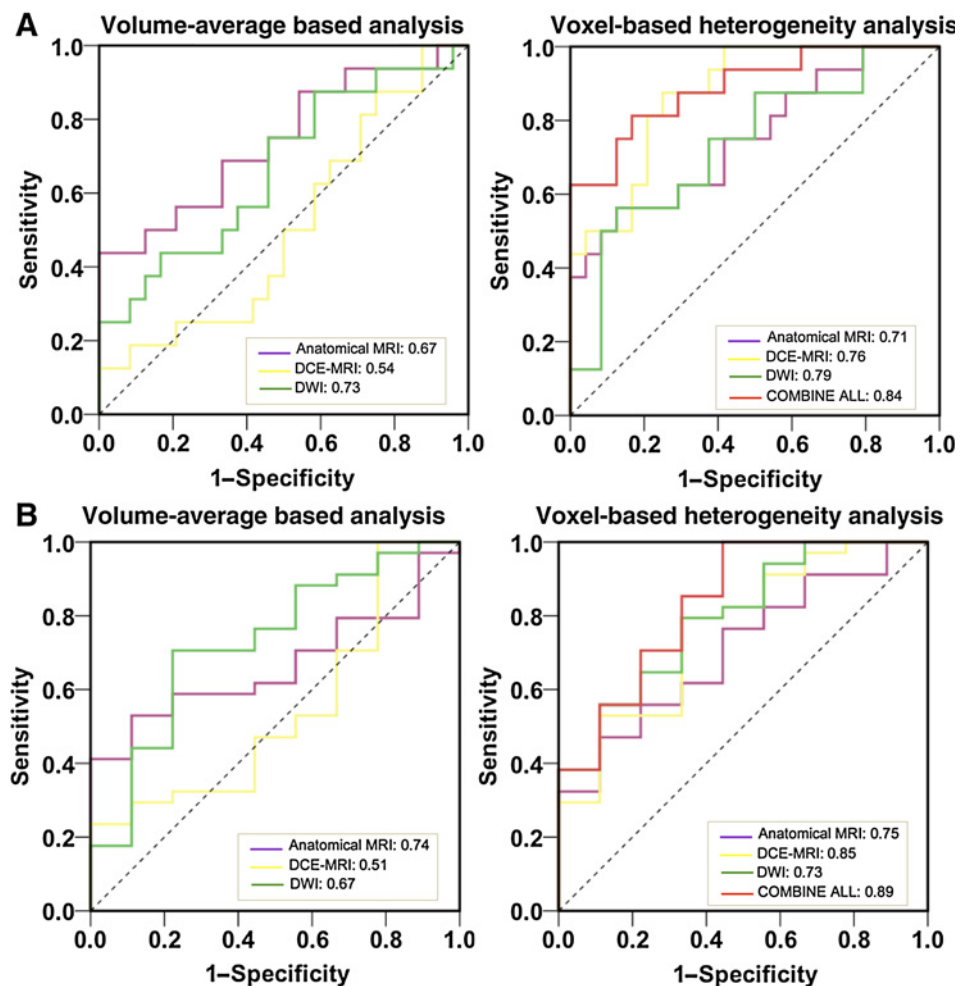 A
Volume-average based analysis
1.0
0.8
0.6
0.4
0.2
0.0
Sensitivity
Anatomical MRI: 0.67
DCE-MRI: 0.54
DWI: 0.73
0.0 0.2 0.4 0.6 0.8 1.0
1–Specificity
Voxel-based heterogeneity analysis
1.0
0.8
0.6
0.4
0.2
0.0
Sensitivity
Anatomical MRI: 0.71
DCE-MRI: 0.76
DWI: 0.79
COMBINE ALL: 0.84
0.0 0.2 0.4 0.6 0.8 1.0
1–Specificity
B
Volume-average based analysis
1.0
0.8
0.6
0.4
0.2
0.0
Sensitivity
Anatomical MRI: 0.74
DCE-MRI: 0.51
DWI: 0.67
0.0 0.2 0.4 0.6 0.8 1.0
1–Specificity
Voxel-based heterogeneity analysis
1.0
0.8
0.6
0.4
0.2
0.0
Sensitivity
Anatomical MRI: 0.75
DCE-MRI: 0.85
DWI: 0.73
COMBINE ALL: 0.89
0.0 0.2 0.4 0.6 0.8 1.0
1–Specificity